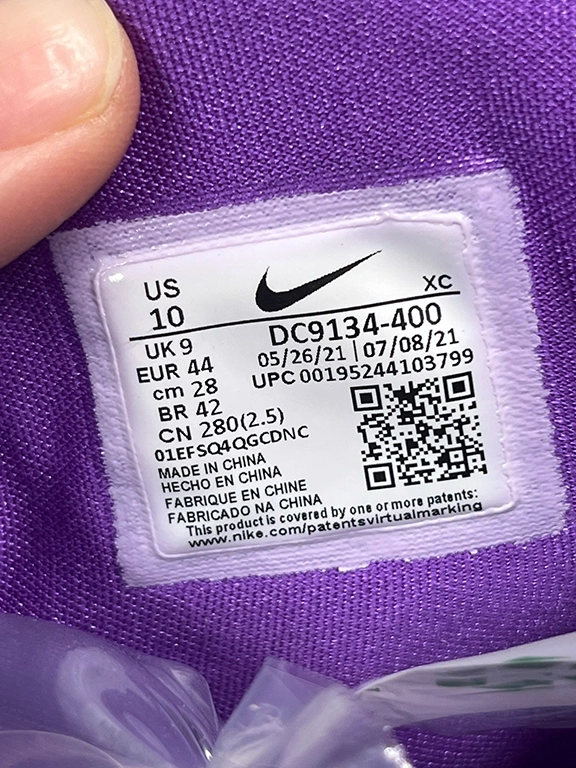 US
10
XC
DC9134-400
UK 9
05/26/21 | 07/08/21
EUR 44
UPC 00195244103799
cm 28
BR 42
CN 280(2.5)
01EFSQ4QGCDNC
MADE IN CHINA
HECHO EN CHINA
FABRIQUE EN CHINE
FABRICADO NA CHINA
This product is covered by one or more patents:
www.nike.com/patentsvirtualmarking